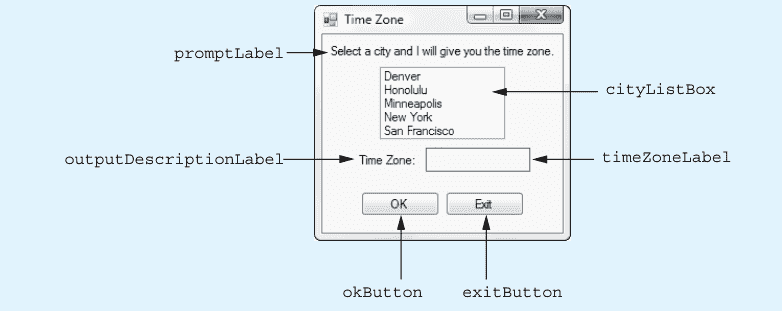 Time Zone
promptLabel
Select a city and I will give you the time zone.
Denver
Honolulu
Minneapolis
New York
San Francisco
cityListBox
outputDescriptionLabel
Time Zone:
timeZoneLabel
OK
Exit
okButton
exitButton